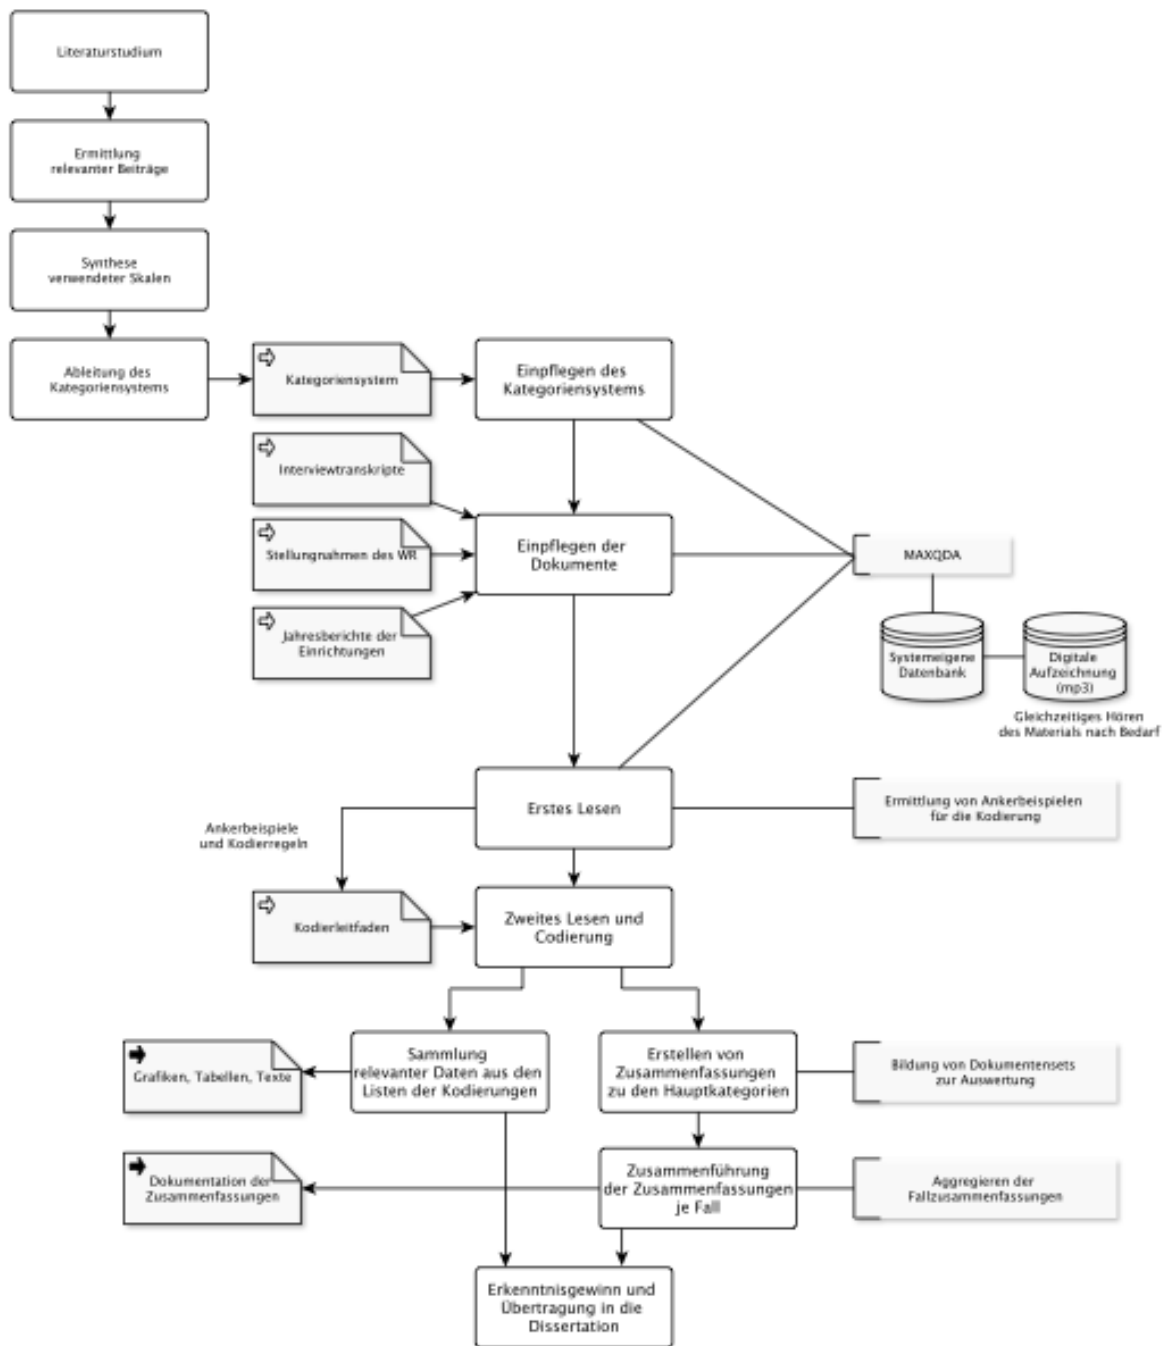 Literaturstudium
Ermittlung
relevanter Beiträge
Synthese
verwendeter Skalen
Ableitung des
Kategoriensystems
Kategoriensystem
Einpflegen des
Kategoriensystems
Interviewtranskripte
Stellungnahmen des WR
Jahresberichte der
Einrichtungen
Einpflegen der
Dokumente
MAXQDA
Systemeigene
Datenbank
Digitale
Aufzeichnung
(mp3)
Gleichzeitiges Hören
des Materials nach Bedarf
Erstes Lesen
Ermittlung von Ankerbeispielen
für die Kodierung
Ankerbeispiele
und Kodierregeln
Kodierleitfaden
Zweites Lesen und
Codierung
Grafiken, Tabellen, Texte
Sammlung
relevanter Daten aus den
Listen der Kodierungen
Erstellen von
Zusammenfassungen
zu den Hauptkategorien
Bildung von Dokumentensets
zur Auswertung
Dokumentation der
Zusammenfassungen
Zusammenführung
der Zusammenfassungen
je Fall
Aggregieren der
Fallzusammenfassungen
Erkenntnisgewinn und
Übertragung in die
Dissertation